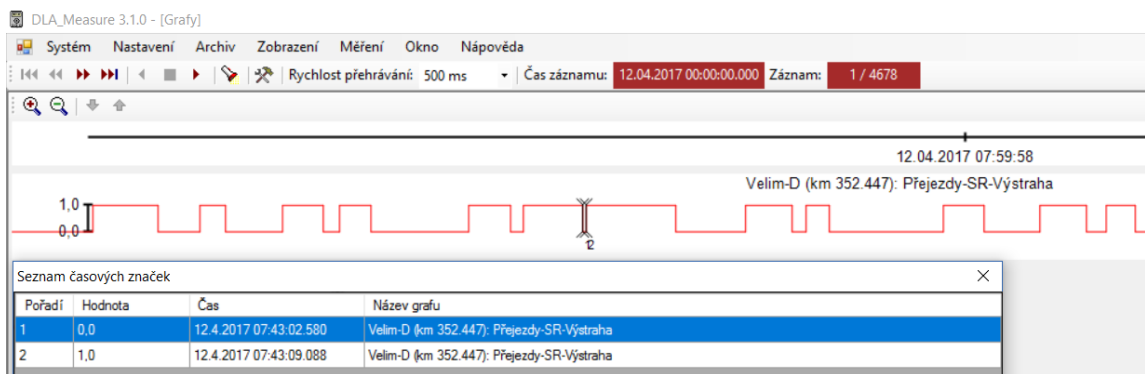 DLA_Measure 3.1.0 - [Grafy]
Systém Nastavení Archiv Zobrazení Měření Okno Nápověda
Rychlost přehrávání: 500 ms Čas záznamu: 12.04.2017 00:00:00.000 Záznam: 1 / 4678
12.04.2017 07:59:58
Velim-D (km 352.447): Přejezdy-SR-Výstraha
1,0
0,0
12
Seznam časových značek
Pořadí Hodnota Čas Název grafu
1 0,0 12.4.2017 07:43:02.580 Velim-D (km 352.447): Přejezdy-SR-Výstraha
2 1,0 12.4.2017 07:43:09.088 Velim-D (km 352.447): Přejezdy-SR-Výstraha